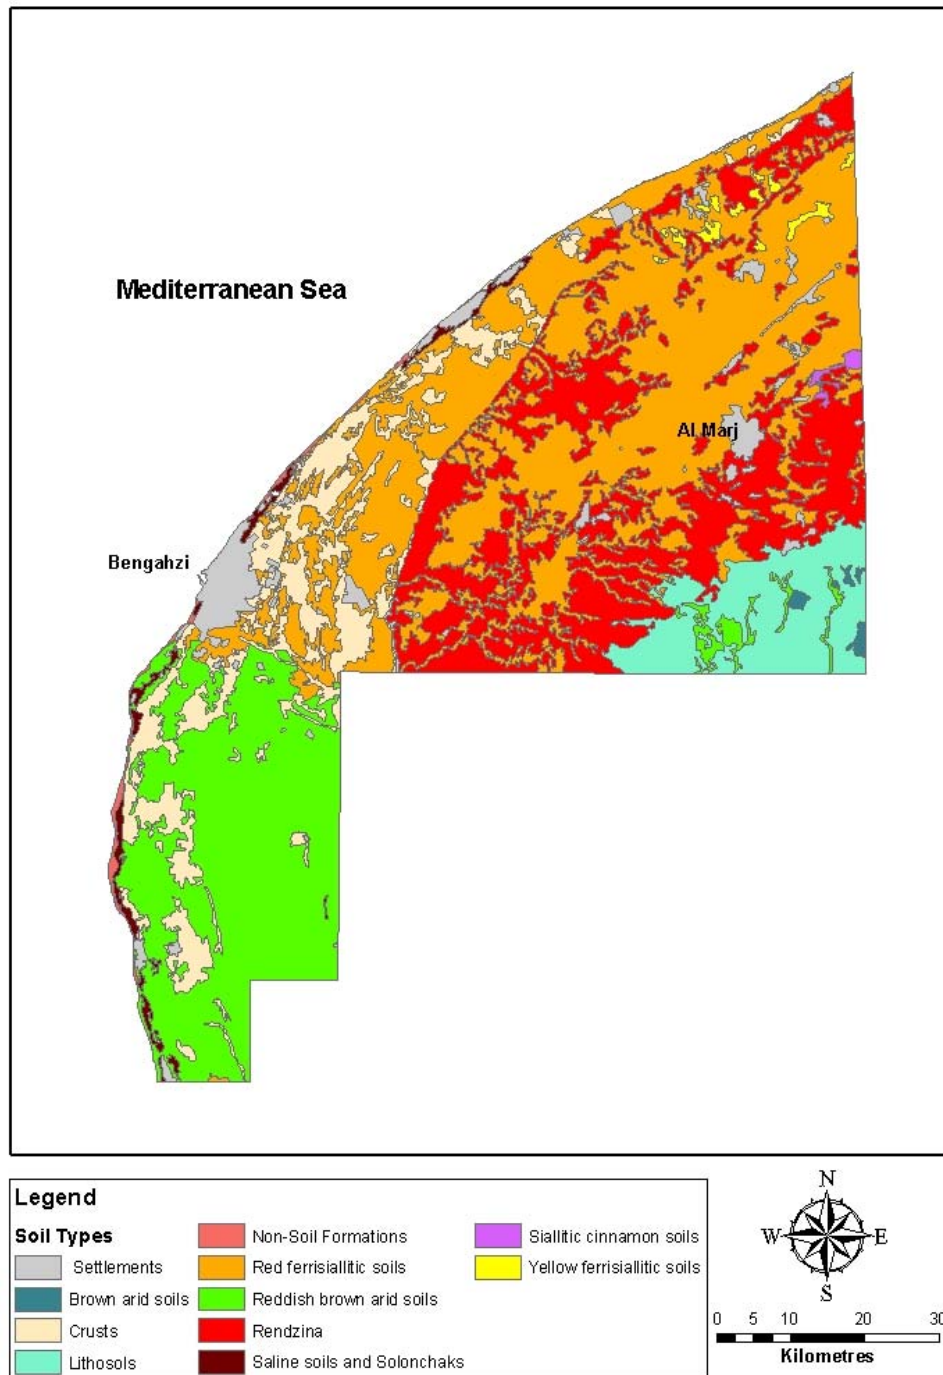 Mediterranean Sea
Al Marj
Bengahzi
Legend
Soil Types
Settlements
Brown arid soils
Crusts
Lithosols
Non-Soil Formations
Red ferrisiallitic soils
Reddish brown arid soils
Rendzina
Saline soils and Solonchaks
Siallitic cinnamon soils
Yellow ferrisiallitic soils
N
W E
S
0 5 10 20 30
Kilometres